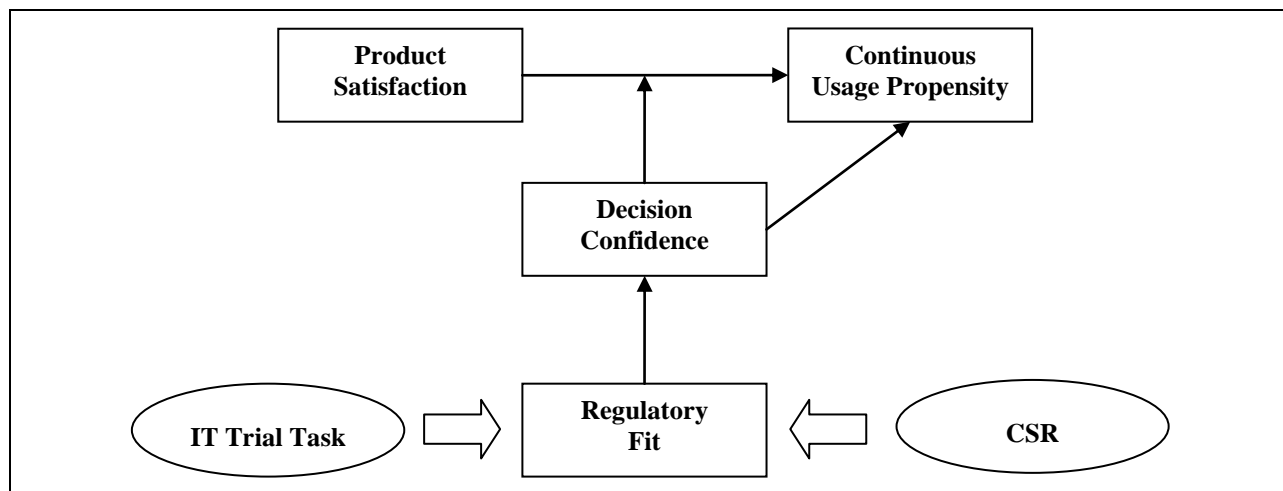 Product
Satisfaction
Continuous
Usage Propensity
Decision
Confidence
IT Trial Task
Regulatory
Fit
CSR